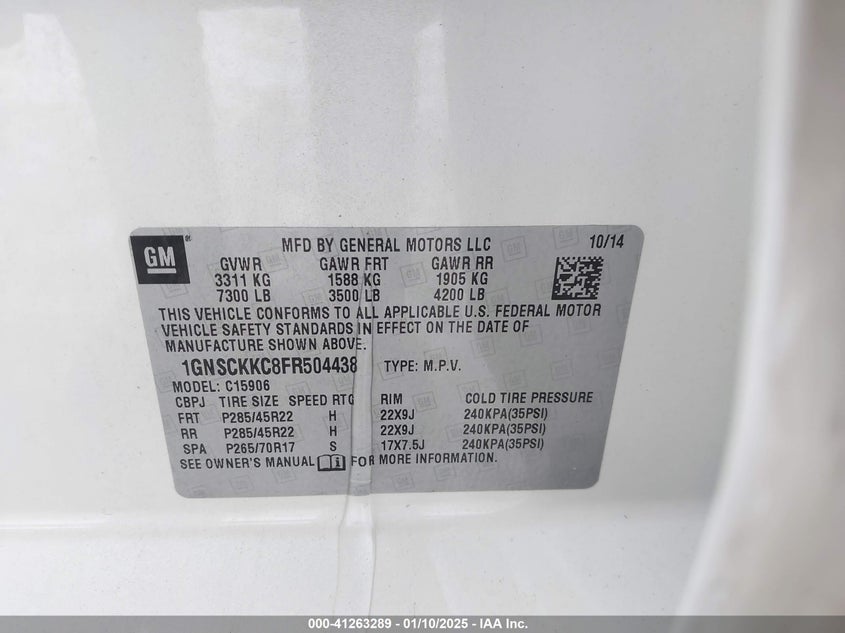 GM ®
MFD BY GENERAL MOTORS LLC 10/14
GVWR GAWR FRT GAWR RR
3311 KG 1588 KG 1905 KG
7300 LB 3500 LB 4200 LB
THIS VEHICLE CONFORMS TO ALL APPLICABLE U.S. FEDERAL MOTOR
VEHICLE SAFETY STANDARDS IN EFFECT ON THE DATE OF
MANUFACTURE SHOWN ABOVE.
1GNSCKKC8FR504438 TYPE: M.P.V.
MODEL: C15906
CBPJ TIRE SIZE SPEED RTG RIM COLD TIRE PRESSURE
FRT P285/45R22 H 22X9J 240KPA(35PSI)
RR P285/45R22 H 22X9J 240KPA(35PSI)
SPA P265/70R17 S 17X7.5J 240KPA(35PSI)
SEE OWNER'S MANUAL FOR MORE INFORMATION.
000-41263289 - 01/10/2025 - IAA Inc.